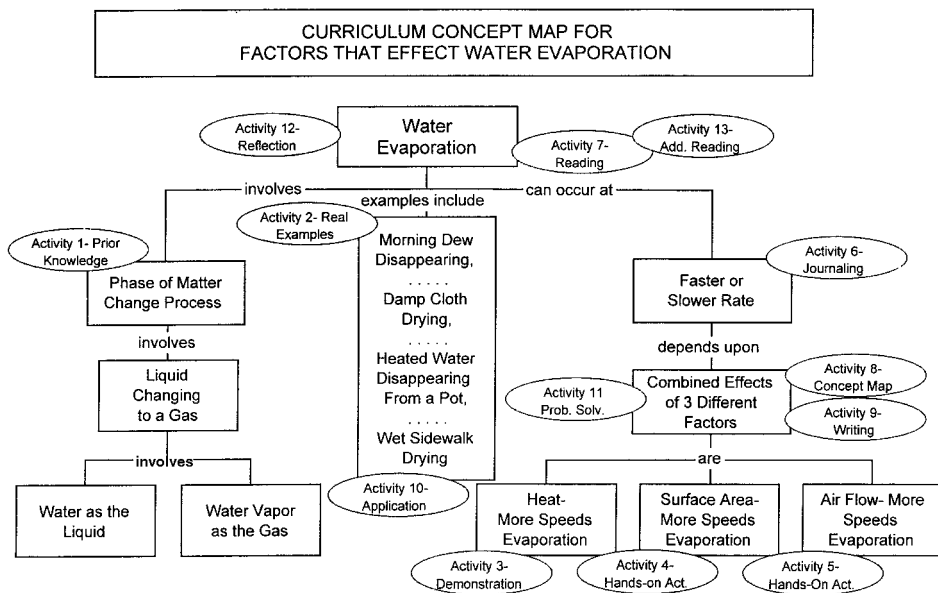 CURRICULUM CONCEPT MAP FOR
FACTORS THAT EFFECT WATER EVAPORATION
Activity 12-
Reflection
Water
Evaporation
Activity 7-
Reading
Activity 13-
Add. Reading
involves
examples include
can occur at
Activity 1- Prior
Knowledge
Phase of Matter
Change Process
involves
Liquid
Changing
to a Gas
involves
Water as the
Liquid
Water Vapor
as the Gas
Activity 2- Real
Examples
Morning Dew
Disappearing,
. . . . .
Damp Cloth
Drying,
. . . . .
Heated Water
Disappearing
From a Pot,
. . . . .
Wet Sidewalk
Drying
Activity 10-
Application
Activity 6-
Journaling
Faster or
Slower Rate
depends upon
Activity 11
Prob. Solv.
Combined Effects
of 3 Different
Factors
Activity 8-
Concept Map
Activity 9-
Writing
are
Heat-
More Speeds
Evaporation
Activity 3-
Demonstration
Surface Area-
More Speeds
Evaporation
Activity 4-
Hands-on Act.
Air Flow- More
Speeds
Evaporation
Activity 5-
Hands-On Act.